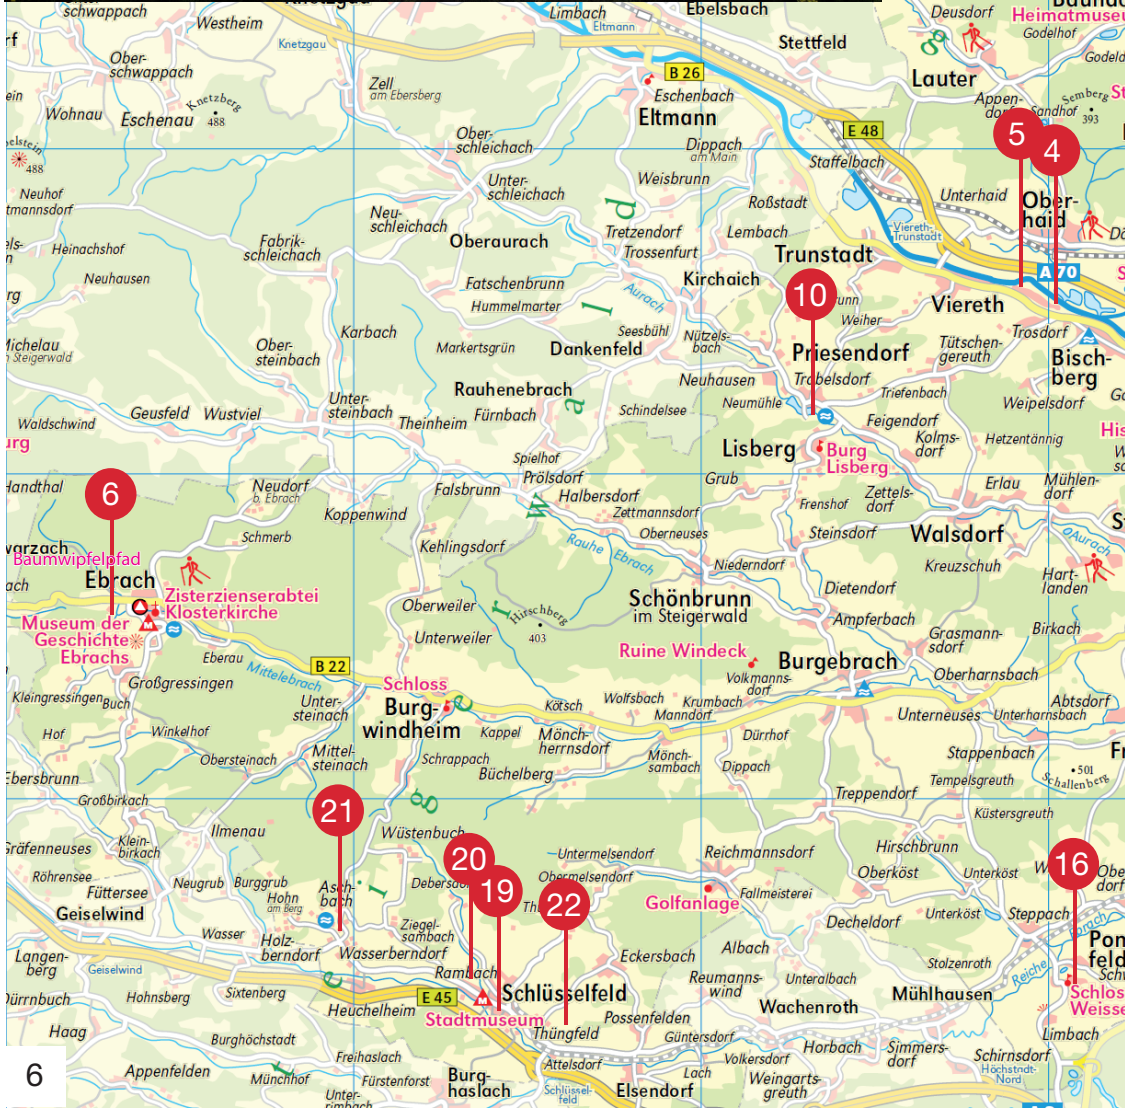 Knetzgau
schwappach
Westheim
Limbach
Eltmann
Ebelsbach
Deusdorf
Heimatmuseu
Godelhof
Knetzgau
Stettfeld
g
Ober-
schwappach
Zell
am Ebersberg
B 26
Lauter
Eschenbach
Wohnau
Eschenau
Knetzberg
488
Eltmann
Appen-
dorf
Sandhof
Semberg
393
E 48
Ober-
schleichach
Dippach
am Main
5
4
488
Staffelbach
Unter-
schleichach
Weisbrunn
Neuhof
tmannsdorf
Roßstadt
Unterhaid
Ober-
haid
Neu-
schleichach
d
Tretzendorf
Lembach
Viereth-
Trunstadt
Heinachshof
Fabrik-
schleichach
Oberaurach
Trossenfurt
Trunstadt
A 70
Neuhausen
Fatschenbrunn
Kirchaich
10
Hummelmarter
l
Aurach
Weiher
Viereth
Karbach
Seesbühl
Nützels-
bach
Trosdorf
Michelau
Ober-
steinbach
Markertsgrün
Dankenfeld
Priesendorf
Tütschen-
gereuth
Bisch-
berg
Neuhausen
Trabelsdorf
Rauhenebrach
Neumühle
Triefenbach
Weipelsdorf
Geusfeld
Wustviel
Unter-
steinbach
Theinheim
Fürnbach
a
Schindelsee
Feigendorf
Waldschwind
Kolms-
dorf
Hetzentännig
Lisberg
Burg
Lisberg
Spielhof
Handthal
6
Neudorf
b. Ebrach
Falsbrunn
Prölsdorf
Halbersdorf
Grub
Zettels-
dorf
Erlau
Mühlen-
dorf
w
Frenshof
Koppenwind
Zettmannsdorf
Schmerb
Kehlingsdorf
Oberneuses
Steinsdorf
Walsdorf
Aurach
Baumwipfelpfad
Rauhe Ebrach
Niederndorf
Kreuzschuh
Ebrach
Hart-
landen
Zisterzienserabtei
Klosterkirche
Oberweiler
r
Hirschberg
403
Schönbrunn
im Steigerwald
Dietendorf
Museum der
Geschichte
Ebrachs
Unterweiler
Ampferbach
Birkach
Grasmann-
sdorf
Ruine Windeck
Burgebrach
Eberau
Mittelebrach
B 22
Großgressingen
Schloss
Volkmanns-
dorf
Oberharnsbach
Kleingressingen
Buch
Unter-
steinach
Burg-
windheim
e
Kötsch
Wolfsbach
Krumbach
Manndorf
Abtsdorf
Unterneuses
Unterharnsbach
Hof
Winkelhof
Kappel
Mönch-
herrnsdorf
Dürrhof
Obersteinach
Mittel-
steinach
Schrappach
Büchelberg
Mönch-
sambach
Dippach
Stappenbach
501
Schallenberg
Ebersbrunn
Tempelsgreuth
Großbirkach
21
g
Treppendorf
Küstersgreuth
Ilmenau
Wüstenbuch
Klein-
birkach
Gräfenneuses
20
Untermelsendorf
Reichmannsdorf
Hirschbrunn
16
Röhrensee
Füttersee
Neugrub
Burggrub
Asch-
bach
i
19
Obermelsendorf
Oberköst
Unterköst
Hohn
am Berg
22
Golfanlage
Fallmeisterei
Geiselwind
Decheldorf
Unterköst
Steppach
Ziegel-
sambach
Wasser
Holz-
berndorf
Wasserberndorf
Albach
Langen-
berg
Eckersbach
Stolzenroth
Reiche
Ebrach
Geiselwind
Rambach
Reumanns-
wind
Unteralbach
e
Hohnsberg
Sixtenberg
E 45
Schlüsselfeld
Mühlhausen
Heuchelheim
Stadtmuseum
Wachenroth
Possenfelden
Haag
Thüngfeld
Limbach
Burghöchstadt
Güntersdorf
6
Freihaslach
Horbach
Simmers-
dorf
Schirnsdorf
Höchstadt-
Nord
Appenfelden
Münchhof
t
Fürstenforst
Attelsdorf
Volkersdorf
Burg-
haslach
Lach
Schlüssel-
feld
Elsendorf
Weingarts-
greuth
Unter-
rimbach